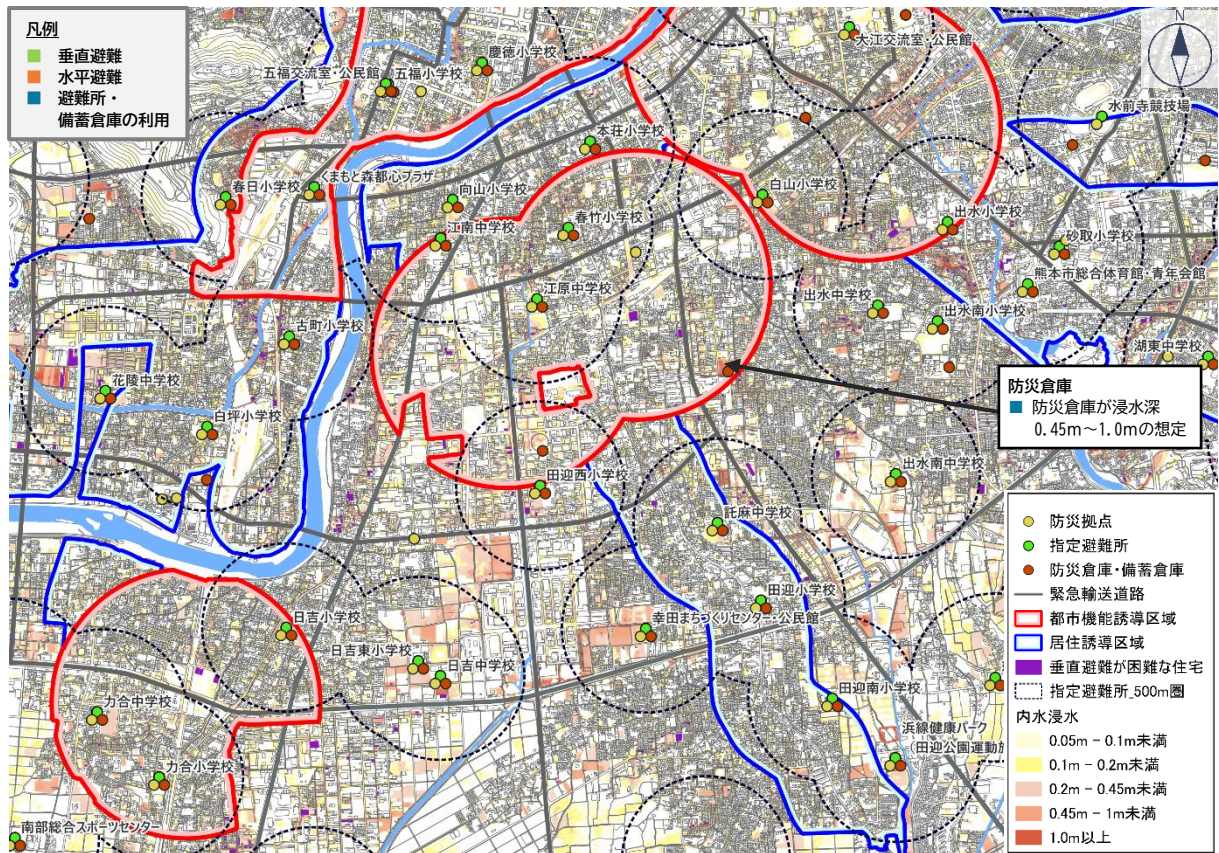 凡例
垂直避難
水平避難
避難所・
備蓄倉庫の利用
N
慶徳小学校
大江交流室・公民館
五福交流室・公民館
五福小学校
水前寺競技場
本荘小学校
春日小学校
くまもと森都心プラザ
向山小学校
白山小学校
江南中学校
春竹小学校
出水小学校
砂取小学校
熊本市総合体育館・青年会館
江原中学校
出水中学校
出水南小学校
古町小学校
湖東中学校
花陵中学校
防災倉庫
防災倉庫が浸水深
0.45m~1.0mの想定
白坪小学校
田迎西小学校
出水南中学校
託麻中学校
田迎小学校
日吉小学校
幸田まちづくりセンター・公民館
日吉東小学校
日吉中学校
田迎南小学校
力合中学校
浜線健康パーク
(田迎公園運動施
力合小学校
南部総合スポーツセンター
防災拠点
指定避難所
防災倉庫・備蓄倉庫
緊急輸送道路
都市機能誘導区域
居住誘導区域
垂直避難が困難な住宅
指定避難所_500m圏
内水浸水
0.05m - 0.1m未満
0.1m - 0.2m未満
0.2m - 0.45m未満
0.45m - 1m未満
1.0m以上